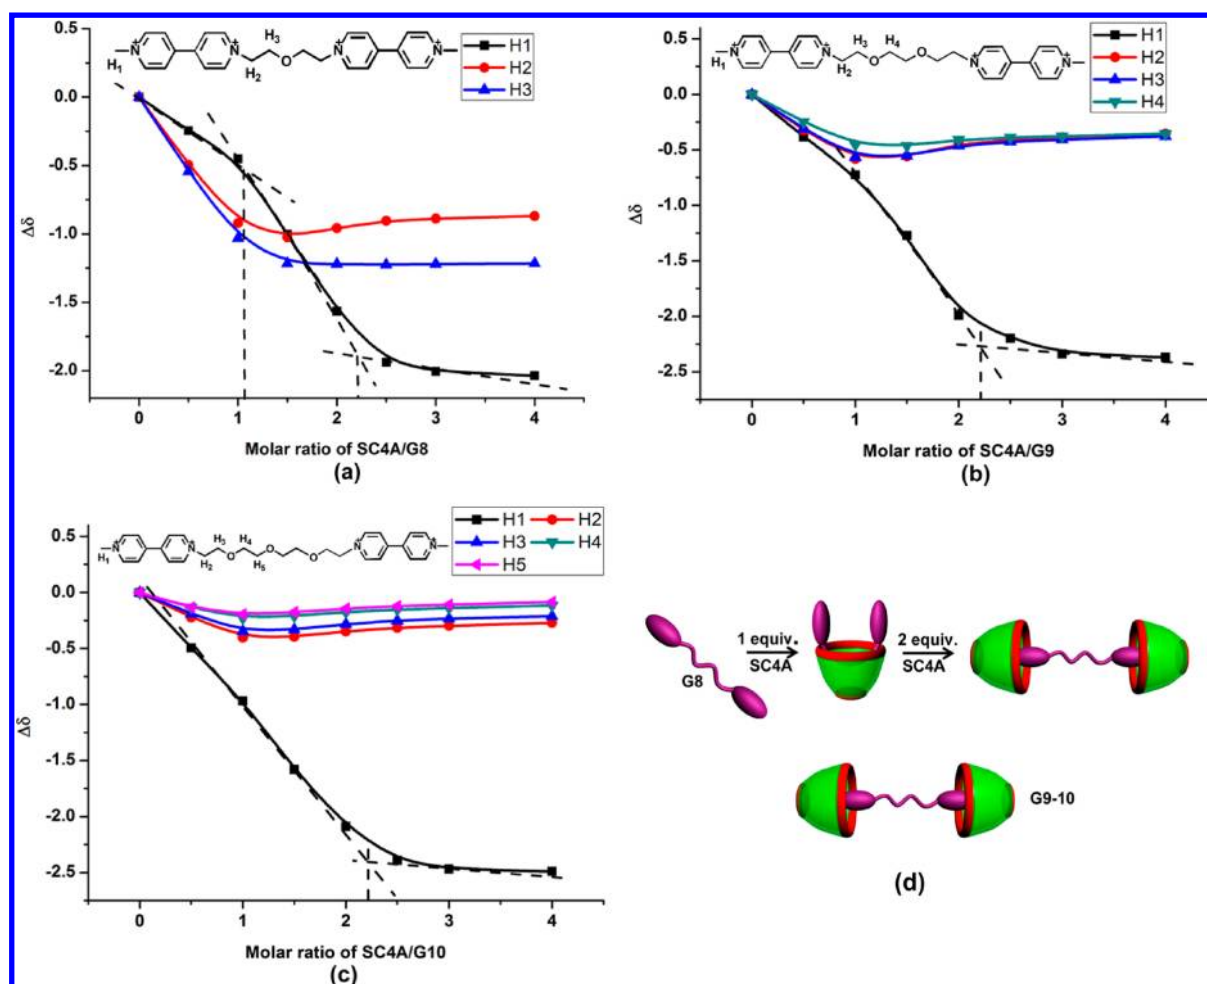 0.5
0.0
-0.5
-1.0
-1.5
-2.0
Δδ
H₃
N⁺
N⁺
O
N⁺
N⁺
H₁
H₂
H1
H2
H3
0 1 2 3 4
Molar ratio of SC4A/G8
(a)
0.5
0.0
-0.5
-1.0
-1.5
-2.0
-2.5
Δδ
H₃ H₄
N⁺
N⁺
O
O
N⁺
N⁺
H₁
H₂
H1
H2
H3
H4
0 1 2 3 4
Molar ratio of SC4A/G9
(b)
0.5
0.0
-0.5
-1.0
-1.5
-2.0
-2.5
Δδ
H₃ H₄
N⁺
N⁺
O
O
O
N⁺
N⁺
H₁
H₂
H₅
H1 H2
H3 H4
H5
0 1 2 3 4
Molar ratio of SC4A/G10
(c)
G8
1 equiv.
SC4A
2 equiv.
SC4A
G9-10
(d)